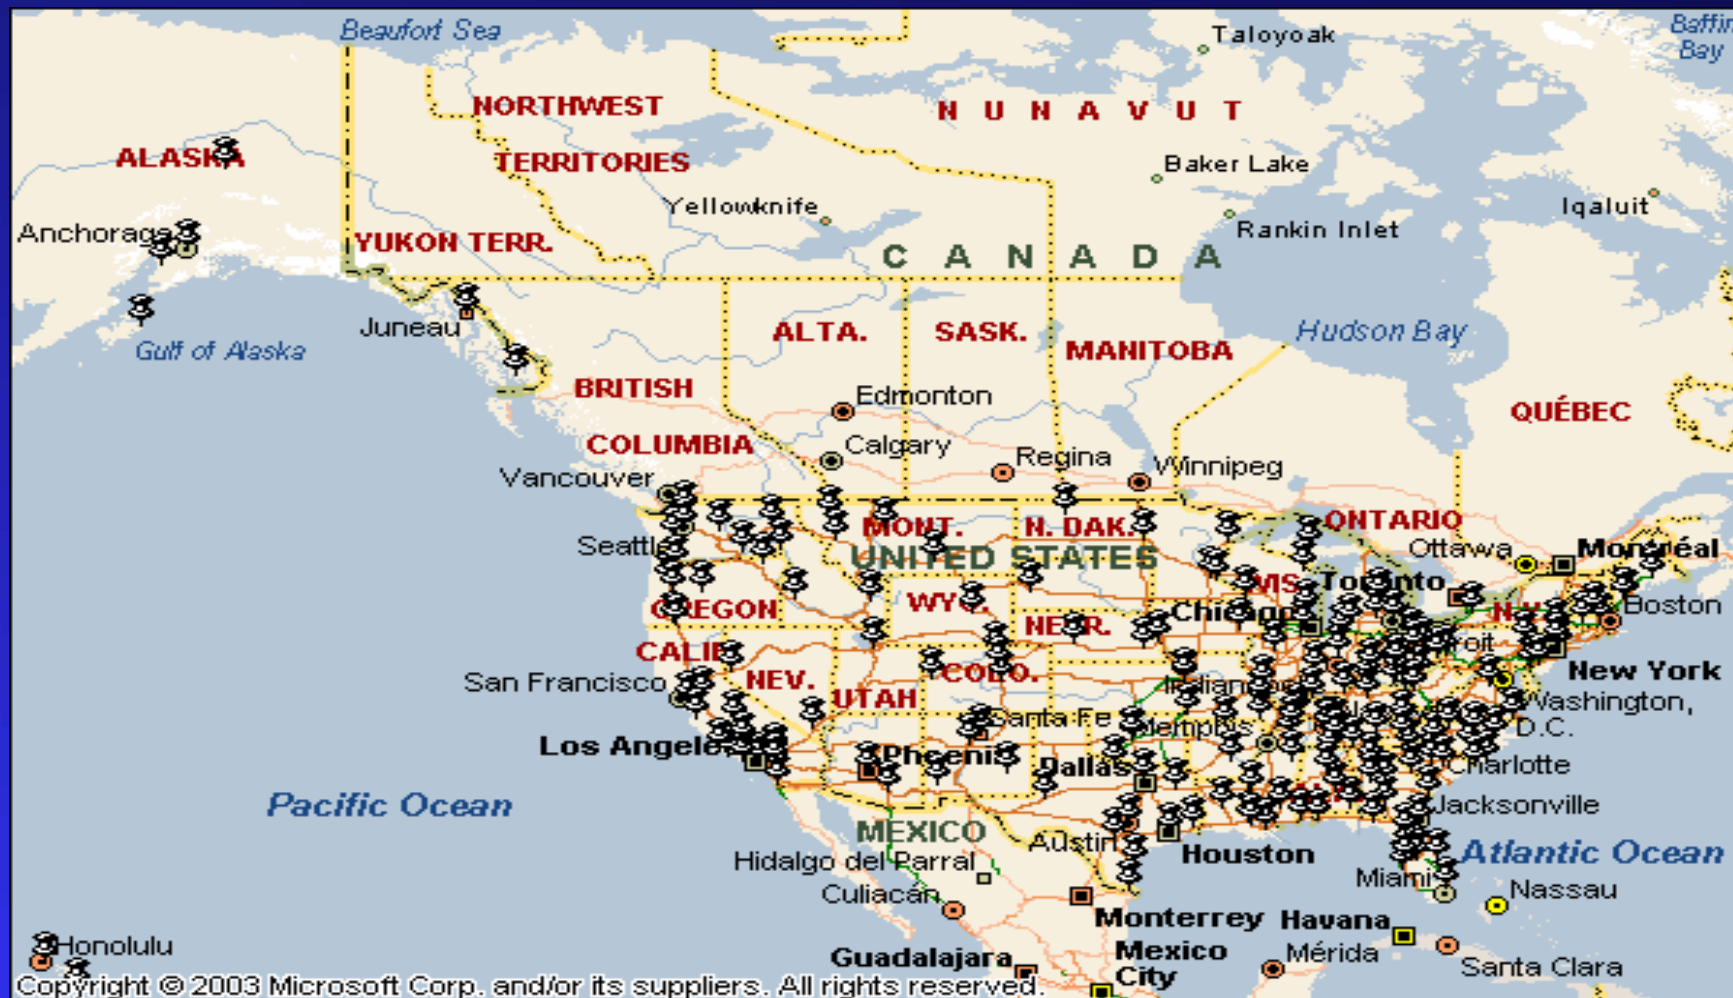 Beaufort Sea
Taloyoak
Baffin
Bay
NORTHWEST
N U N A V U T
ALASKA
TERRITORIES
Baker Lake
Yellowknife
Iqaluit
Anchorage
YUKON TERR.
Rankin Inlet
C A N A D A
Juneau
ALTA.
SASK.
Hudson Bay
Gulf of Alaska
MANITOBA
BRITISH
Edmonton
QUÉBEC
COLUMBIA
Calgary
Regina
Winnipeg
Vancouver
MONT.
N. DAK.
ONTARIO
Seattle
UNITED STATES
Ottawa
Montréal
WIS
Toronto
OREGON
WYO.
Chicago
N.Y.
Boston
NEBR.
CALIF
roit
San Francisco
NEV.
UTAH
COLO.
New York
Indianapo
Washington,
D.C.
Santa Fe
Memphis
Los Angele
Phoenix
Dallas
Charlotte
Pacific Ocean
Jacksonville
MEXICO
Austin
Houston
Atlantic Ocean
Hidalgo del Parral
Miami
Nassau
Culiacán
Monterrey
Havana
Honolulu
Guadalajara
Mexico
City
Mérida
Santa Clara
Copyright © 2003 Microsoft Corp. and/or its suppliers. All rights reserved.